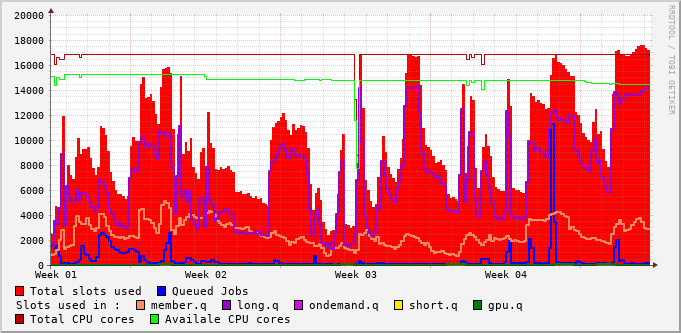 20000
18000
16000
14000
12000
10000
8000
6000
4000
2000
0
Week 01 Week 02 Week 03 Week 04
RRDTOOL / TOBI OETIKER
Total slots used Queued Jobs
Slots used in : member.q long.q ondemand.q short.q gpu.q
Total CPU cores Availale CPU cores